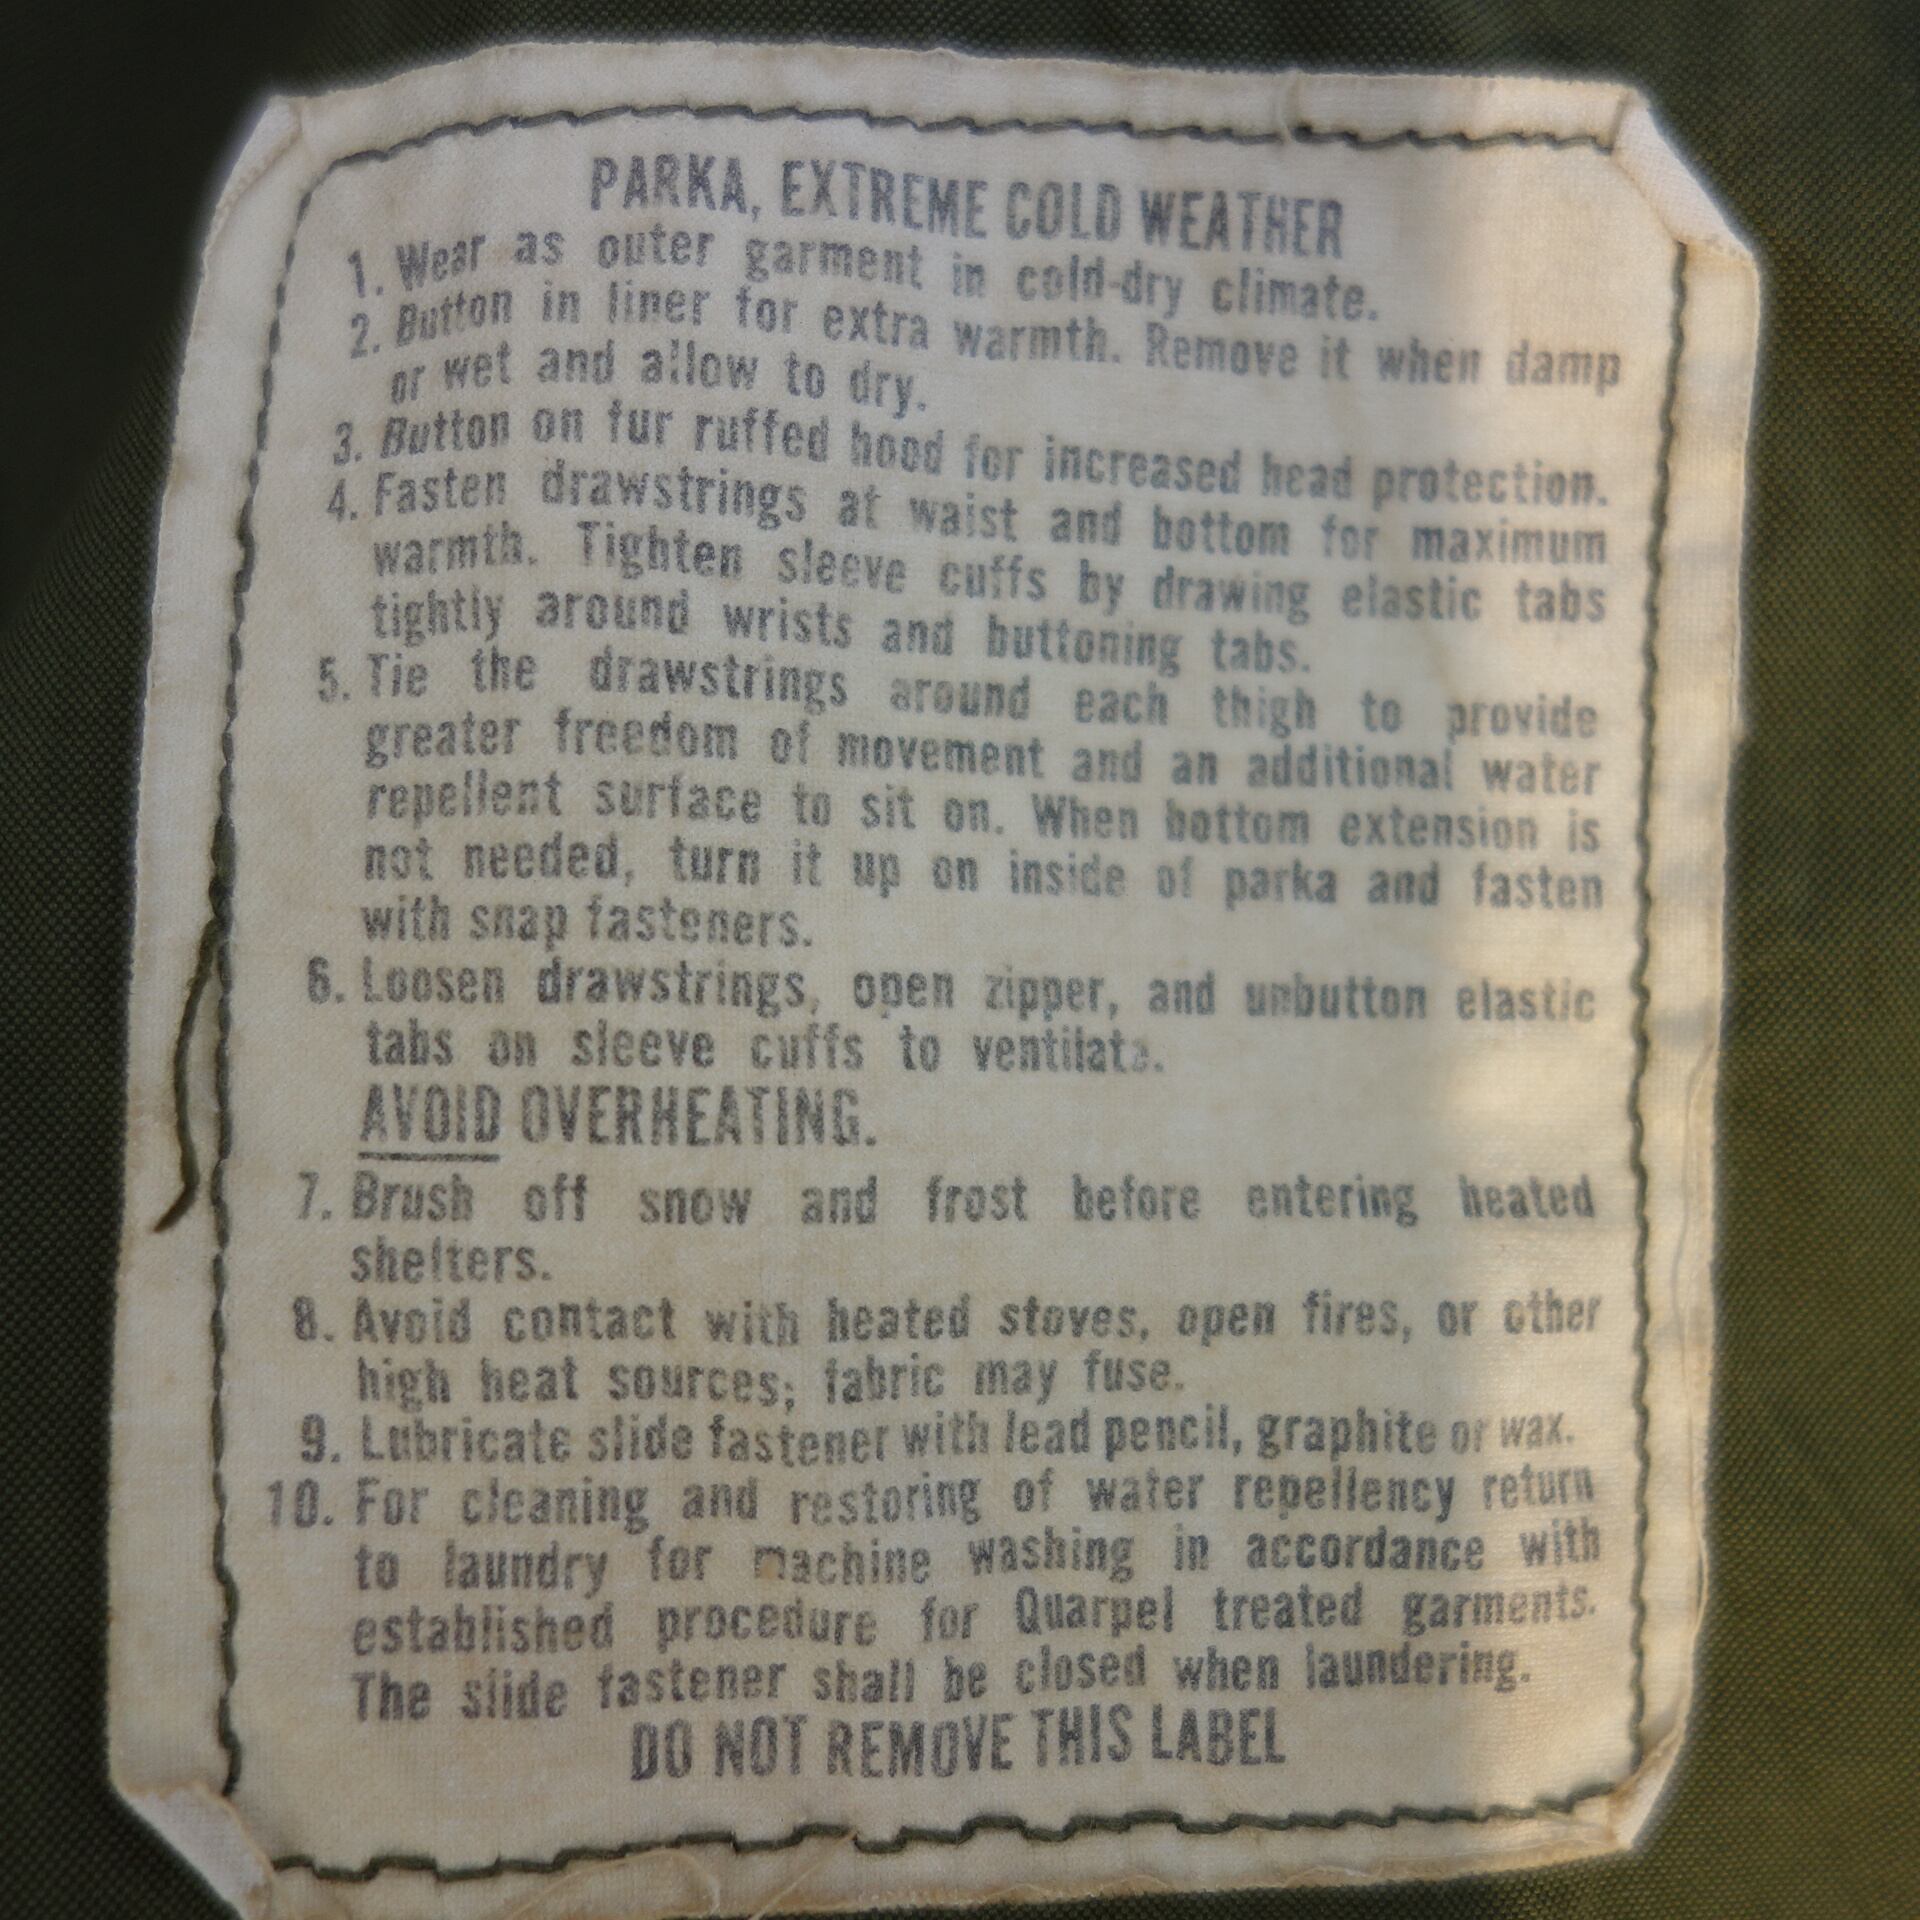 PARKA, EXTREME COLD WEATHER
1. Wear as outer garment in cold-dry climate.
2. Button in liner for extra warmth. Remove it when damp
or wet and allow to dry.
3. Button on fur ruffed hood for increased head protection.
4. Fasten drawstrings at waist and bottom for maximum
warmth. Tighten sleeve cuffs by drawing elastic tabs
tightly around wrists and buttoning tabs.
5. Tie the drawstrings around each thigh to provide
greater freedom of movement and an additional water
repellent surface to sit on. When bottom extension is
not needed, turn it up on inside of parka and fasten
with snap fasteners.
6. Loosen drawstrings, open zipper, and unbutton elastic
tabs on sleeve cuffs to ventilate.
AVOID OVERHEATING.
7. Brush off snow and frost before entering heated
shelters.
8. Avoid contact with heated stoves, open fires, or other
high heat sources; fabric may fuse.
9. Lubricate slide fastener with lead pencil, graphite or wax.
10. For cleaning and restoring of water repellency return
to laundry for machine washing in accordance with
established procedure for Quarpel treated garments.
The slide fastener shall be closed when laundering.
DO NOT REMOVE THIS LABEL